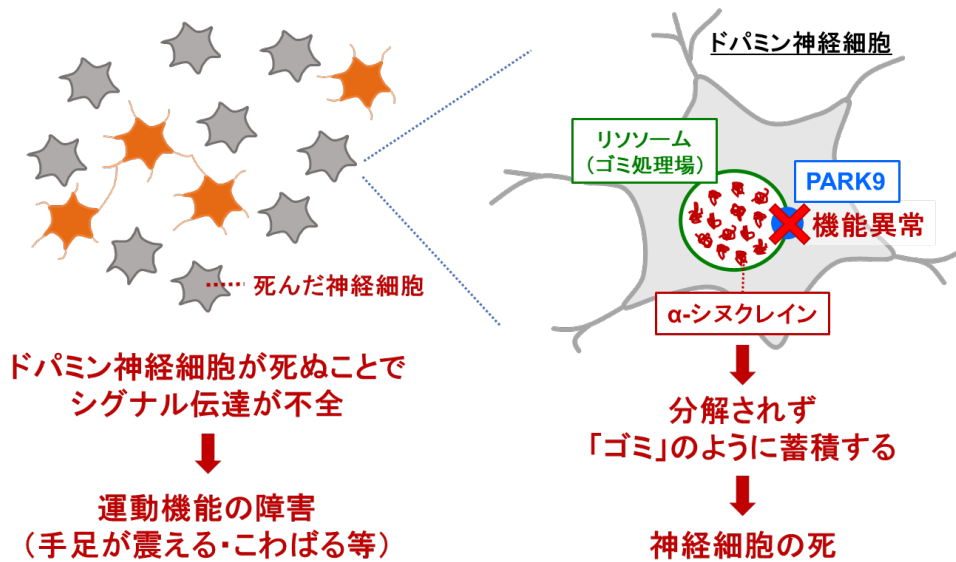 死んだ神経細胞
ドパミン神経細胞が死ぬことで
シグナル伝達が不全
運動機能の障害
（手足が震える・こわばる等）
ドパミン神経細胞
リソソーム
（ゴミ処理場）
PARK9
機能異常
α-シヌクレイン
分解されず
「ゴミ」のように蓄積する
神経細胞の死